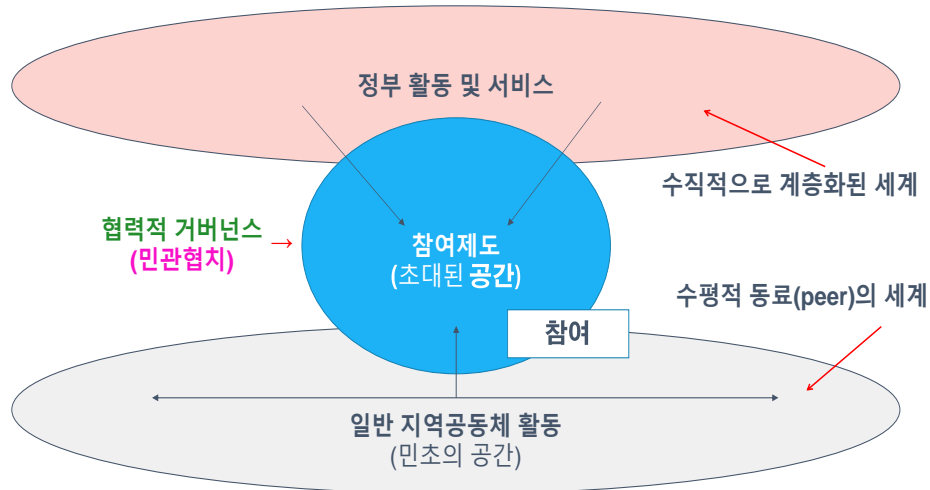 정부 활동 및 서비스
수직적으로 계층화된 세계
협력적 거버넌스
(민관협치)
→
참여제도
(초대된 공간)
수평적 동료(peer)의 세계
참여
일반 지역공동체 활동
(민초의 공간)